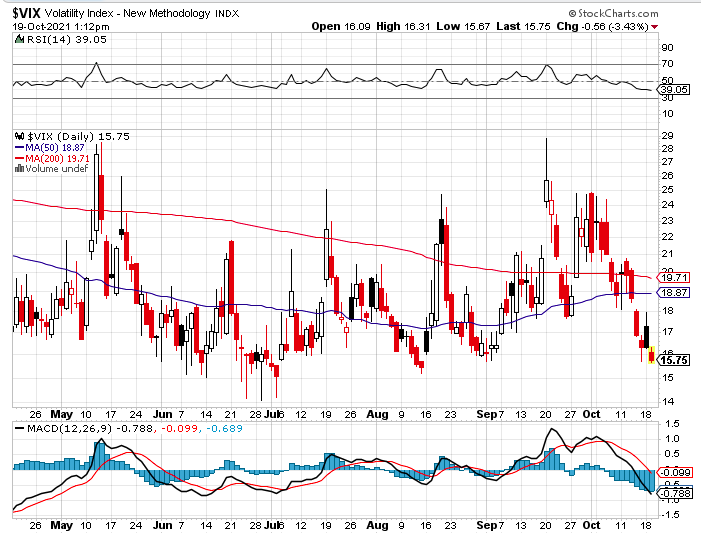 $VIX Volatility Index - New Methodology INDX
© StockCharts.com
19-Oct-2021 1:12pm
Open 16.09 High 16.31 Low 15.67 Last 15.75 Chg -0.56 (-3.43%)
RSI(14) 39.05
90
70
50
39.05
30
10
$VIX (Daily) 15.75
MA(50) 18.87
MA(200) 19.71
Volume undef
29
28
27
26
25
24
23
22
21
20
19.71
18.87
18
17
16
15.75
15
14
26 May 10 17 24 Jun 7 14 21 28 Jul 6 12 19 26 Aug 9 16 23 Sep 7 13 20 27 Oct 11 18
MACD(12,26,9) -0.788, -0.099, -0.689
1.5
1.0
0.5
-0.099
-0.5
-0.788
-1.0
-1.5
26 May 10 17 24 Jun 7 14 21 28 Jul 6 12 19 26 Aug 9 16 23 Sep 7 13 20 27 Oct 11 18